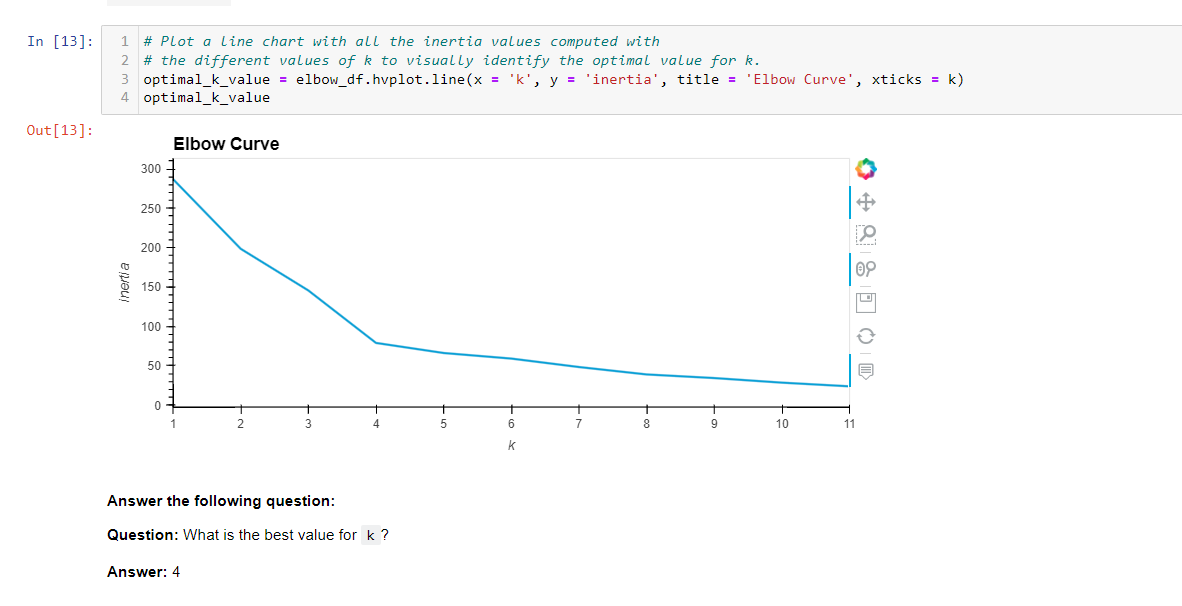 In [13]:
1 # Plot a line chart with all the inertia values computed with
2 # the different values of k to visually identify the optimal value for k.
3 optimal_k_value = elbow_df.hvplot.line(x = 'k', y = 'inertia', title = 'Elbow Curve', xticks = k)
4 optimal_k_value
Out[13]:
Elbow Curve
300
250
200
150
100
50
0
inertia
1 2 3 4 5 6 7 8 9 10 11
k
Answer the following question:
Question: What is the best value for k ?
Answer: 4